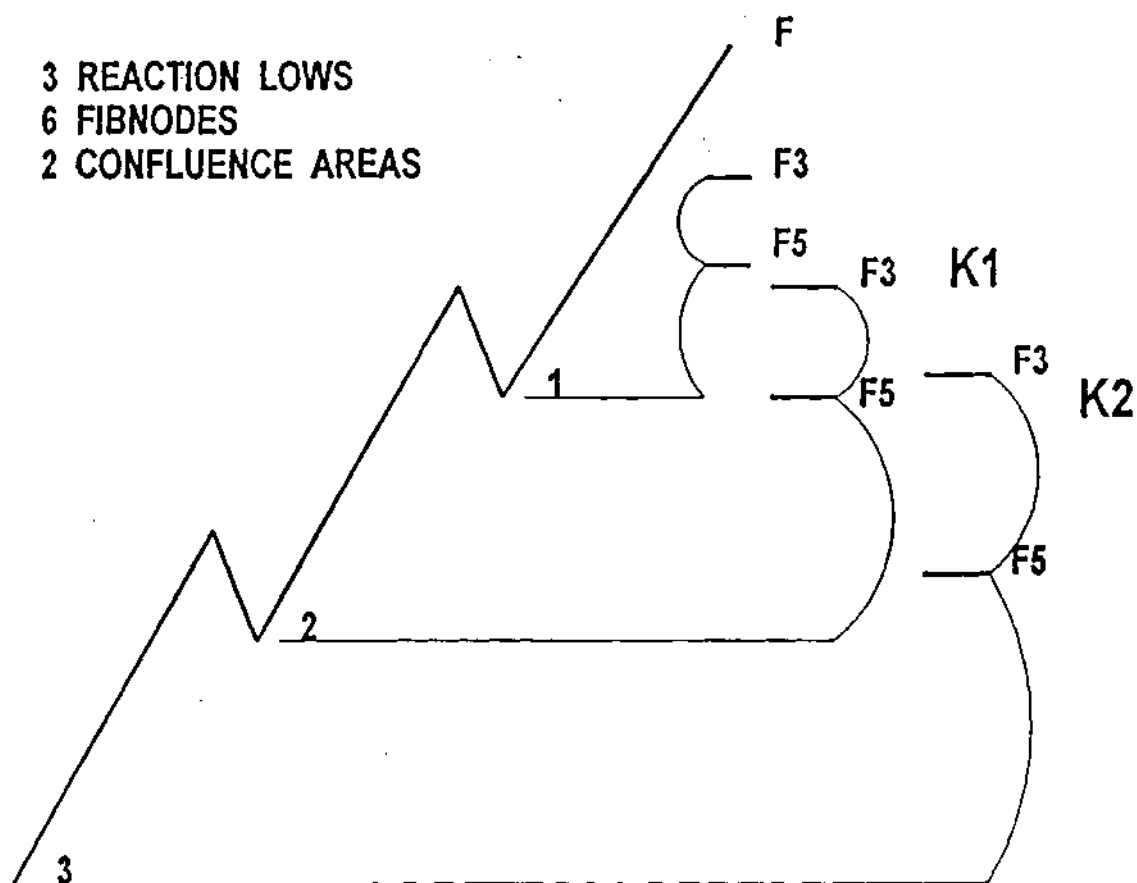 3 REACTION LOWS
6 FIBNODES
2 CONFLUENCE AREAS
F
F3
F5
F3
K1
F3
1
F5
K2
F5
2
3